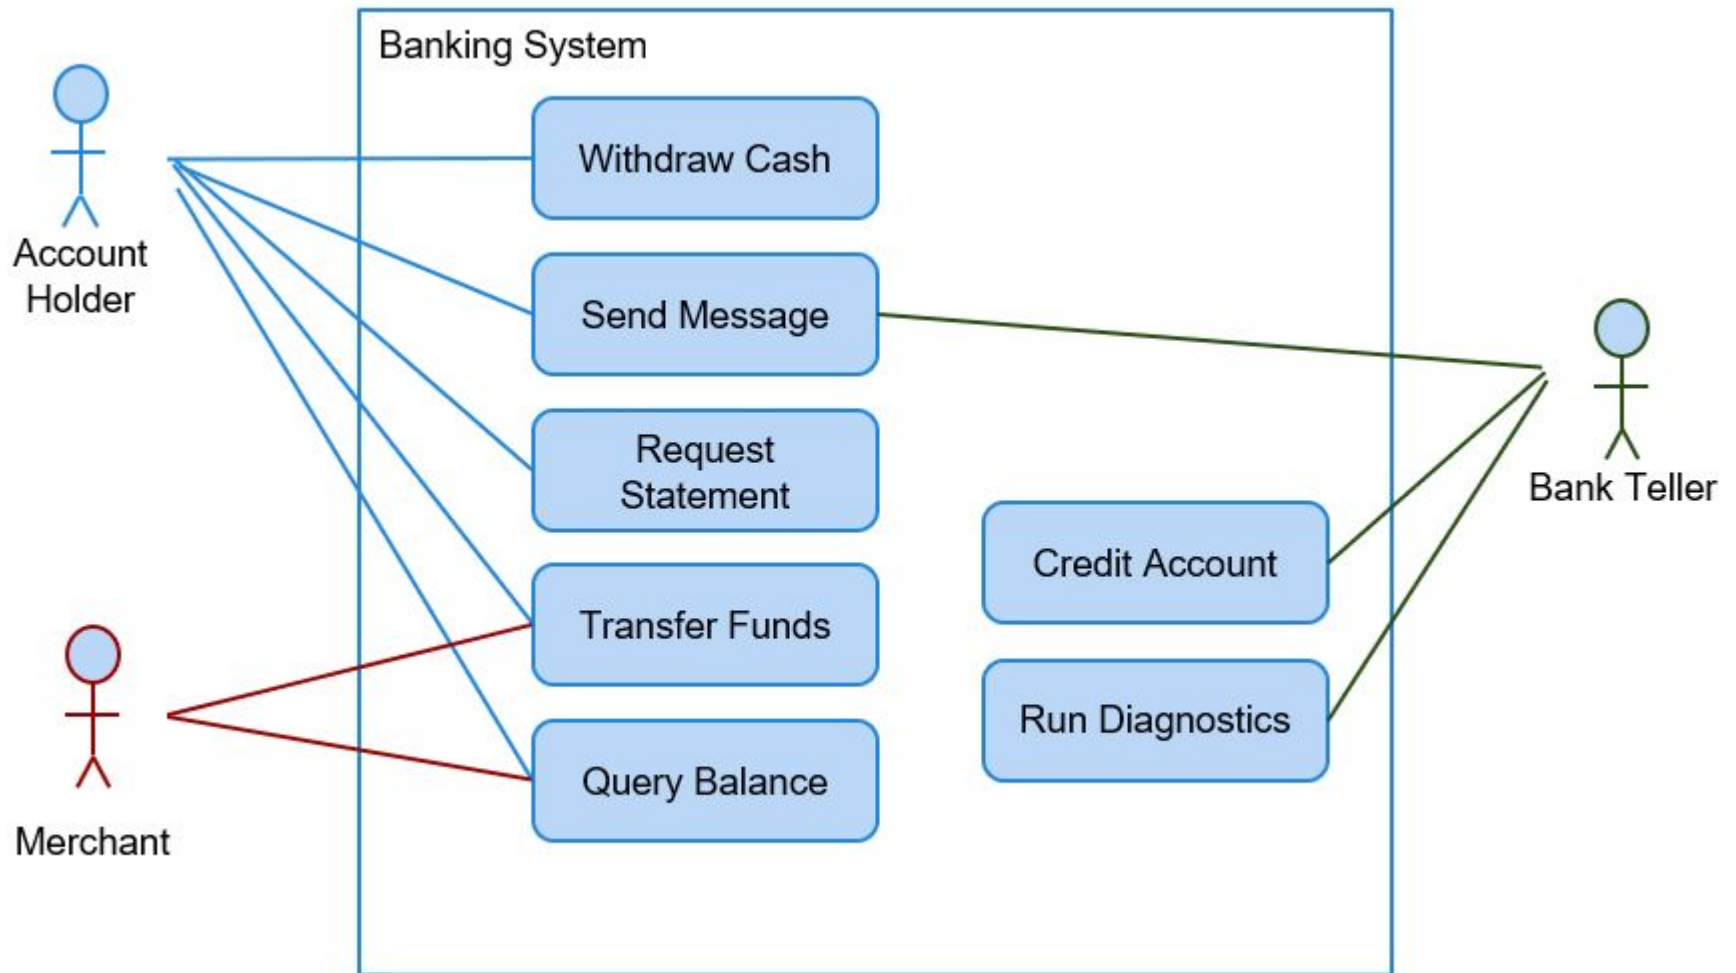 Banking System
Withdraw Cash
Account
Holder
Send Message
Request
Statement
Bank Teller
Credit Account
Transfer Funds
Run Diagnostics
Query Balance
Merchant